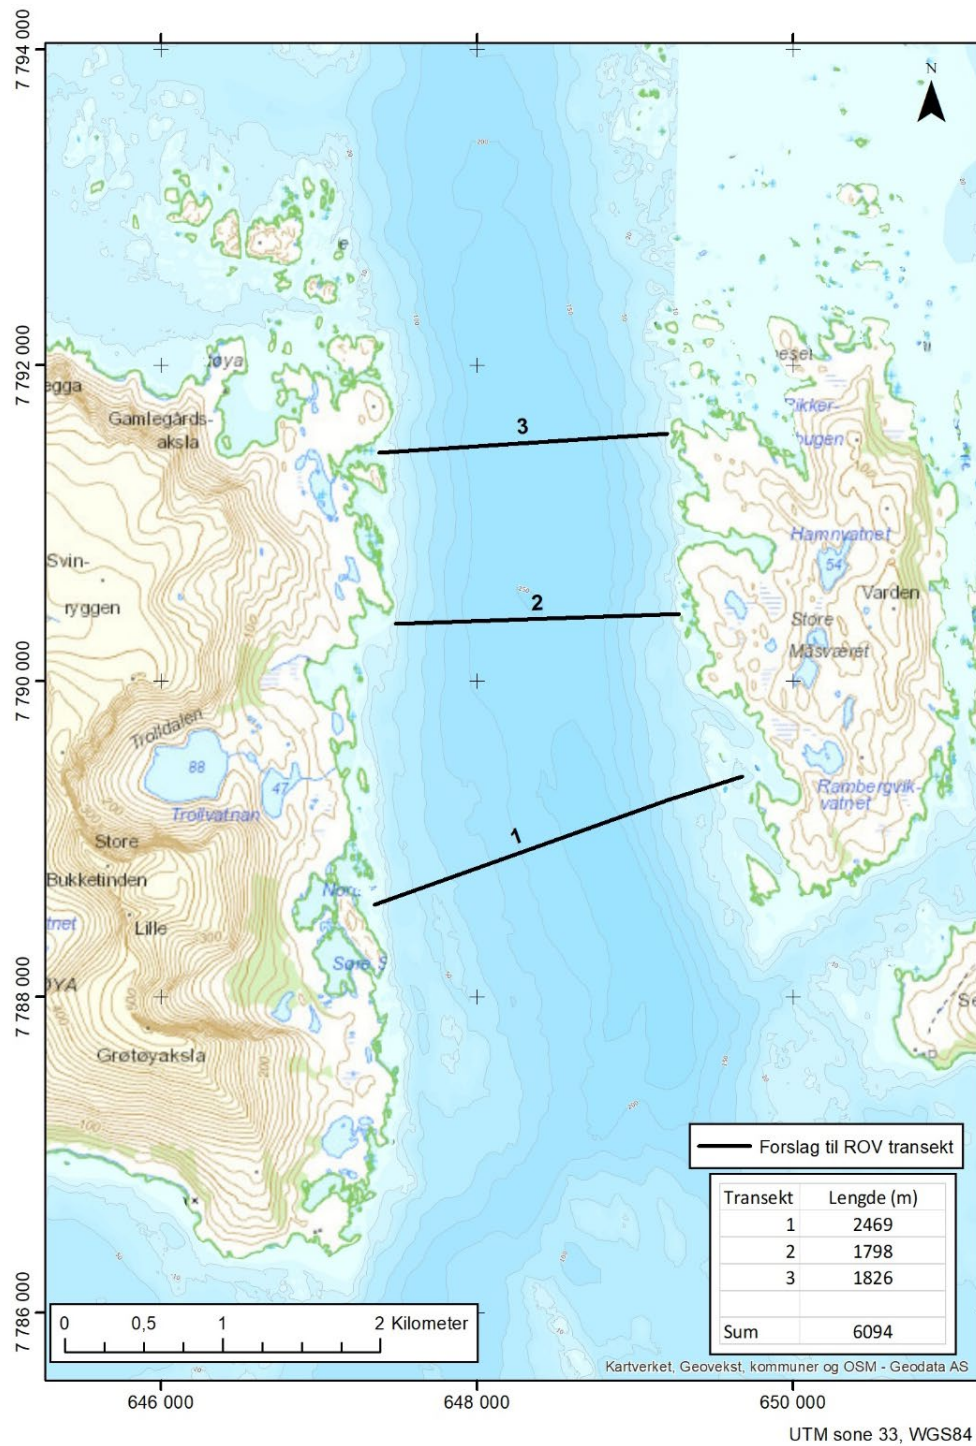 7 794 000
N
7 792 000
øya
egga
Gamlegårds-
aksla
3
Svin-
ryggen
Hamnvatnet
54
Varden
Store
Måsværet
2
7 790 000
Trolldalen
88
47
Trollvatnan
Rambergvik-
vatnet
1
Store
Bukketinden
Lille
tnet
ØYA
Søre S
7 788 000
Se
Grøtøyaksla
Forslag til ROV transekt
Transekt Lengde (m)
1 2469
2 1798
3 1826
Sum 6094
7 786 000
0 0,5 1 2 Kilometer
Kartverket, Geovekst, kommuner og OSM - Geodata AS
646 000 648 000 650 000
UTM sone 33, WGS84